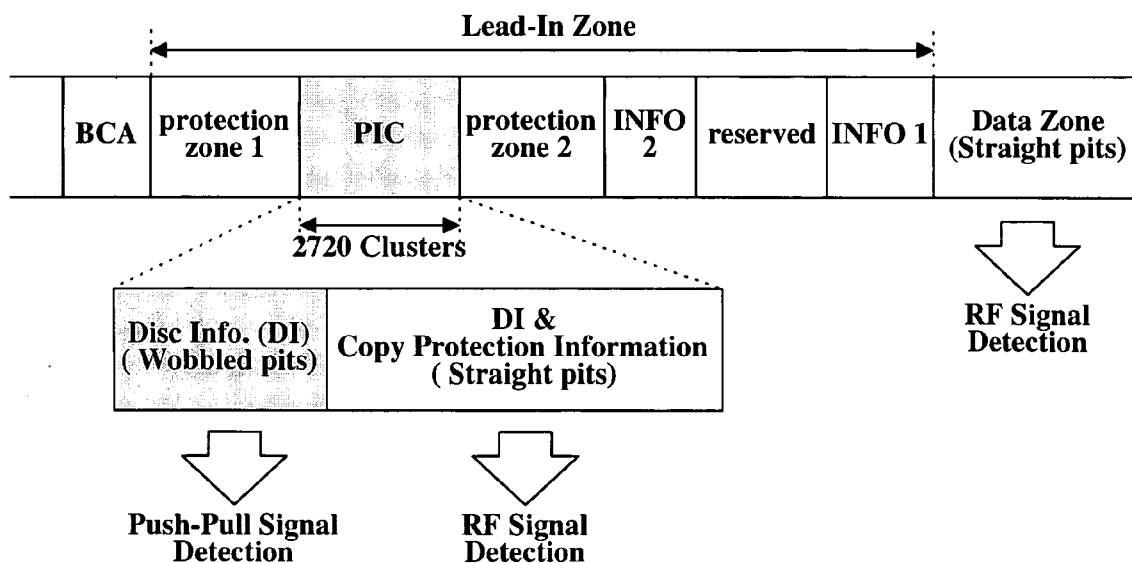 Lead-In Zone
BCA
protection
zone 1
PIC
protection
zone 2
INFO
2
reserved
INFO 1
Data Zone
(Straight pits)
2720 Clusters
Disc Info. (DI)
( Wobbled pits)
DI &
Copy Protection Information
( Straight pits)
RF Signal
Detection
Push-Pull Signal
Detection
RF Signal
Detection